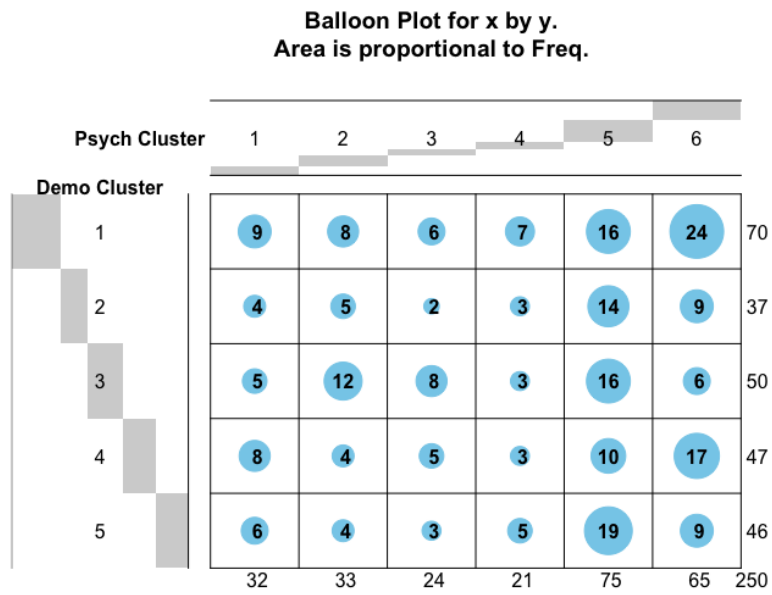 Balloon Plot for x by y.
Area is proportional to Freq.
Psych Cluster 1 2 3 4 5 6
Demo Cluster
1 9 8 6 7 16 24 70
2 4 5 2 3 14 9 37
3 5 12 8 3 16 6 50
4 8 4 5 3 10 17 47
5 6 4 3 5 19 9 46
32 33 24 21 75 65 250